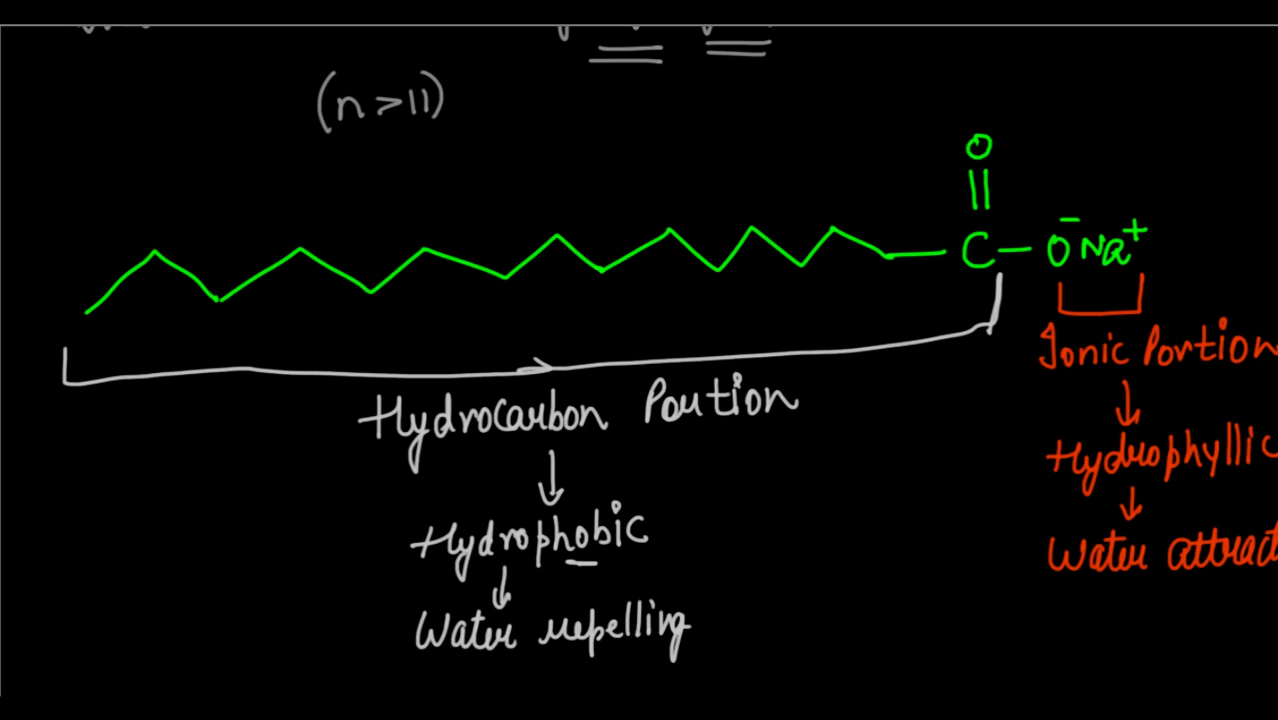 (n > 11)
O
C - O⁻ Na⁺
Ionic Portion
Hydrocarbon Portion
Hydrophyllic
Hydrophobic
Water attract
Water repelling